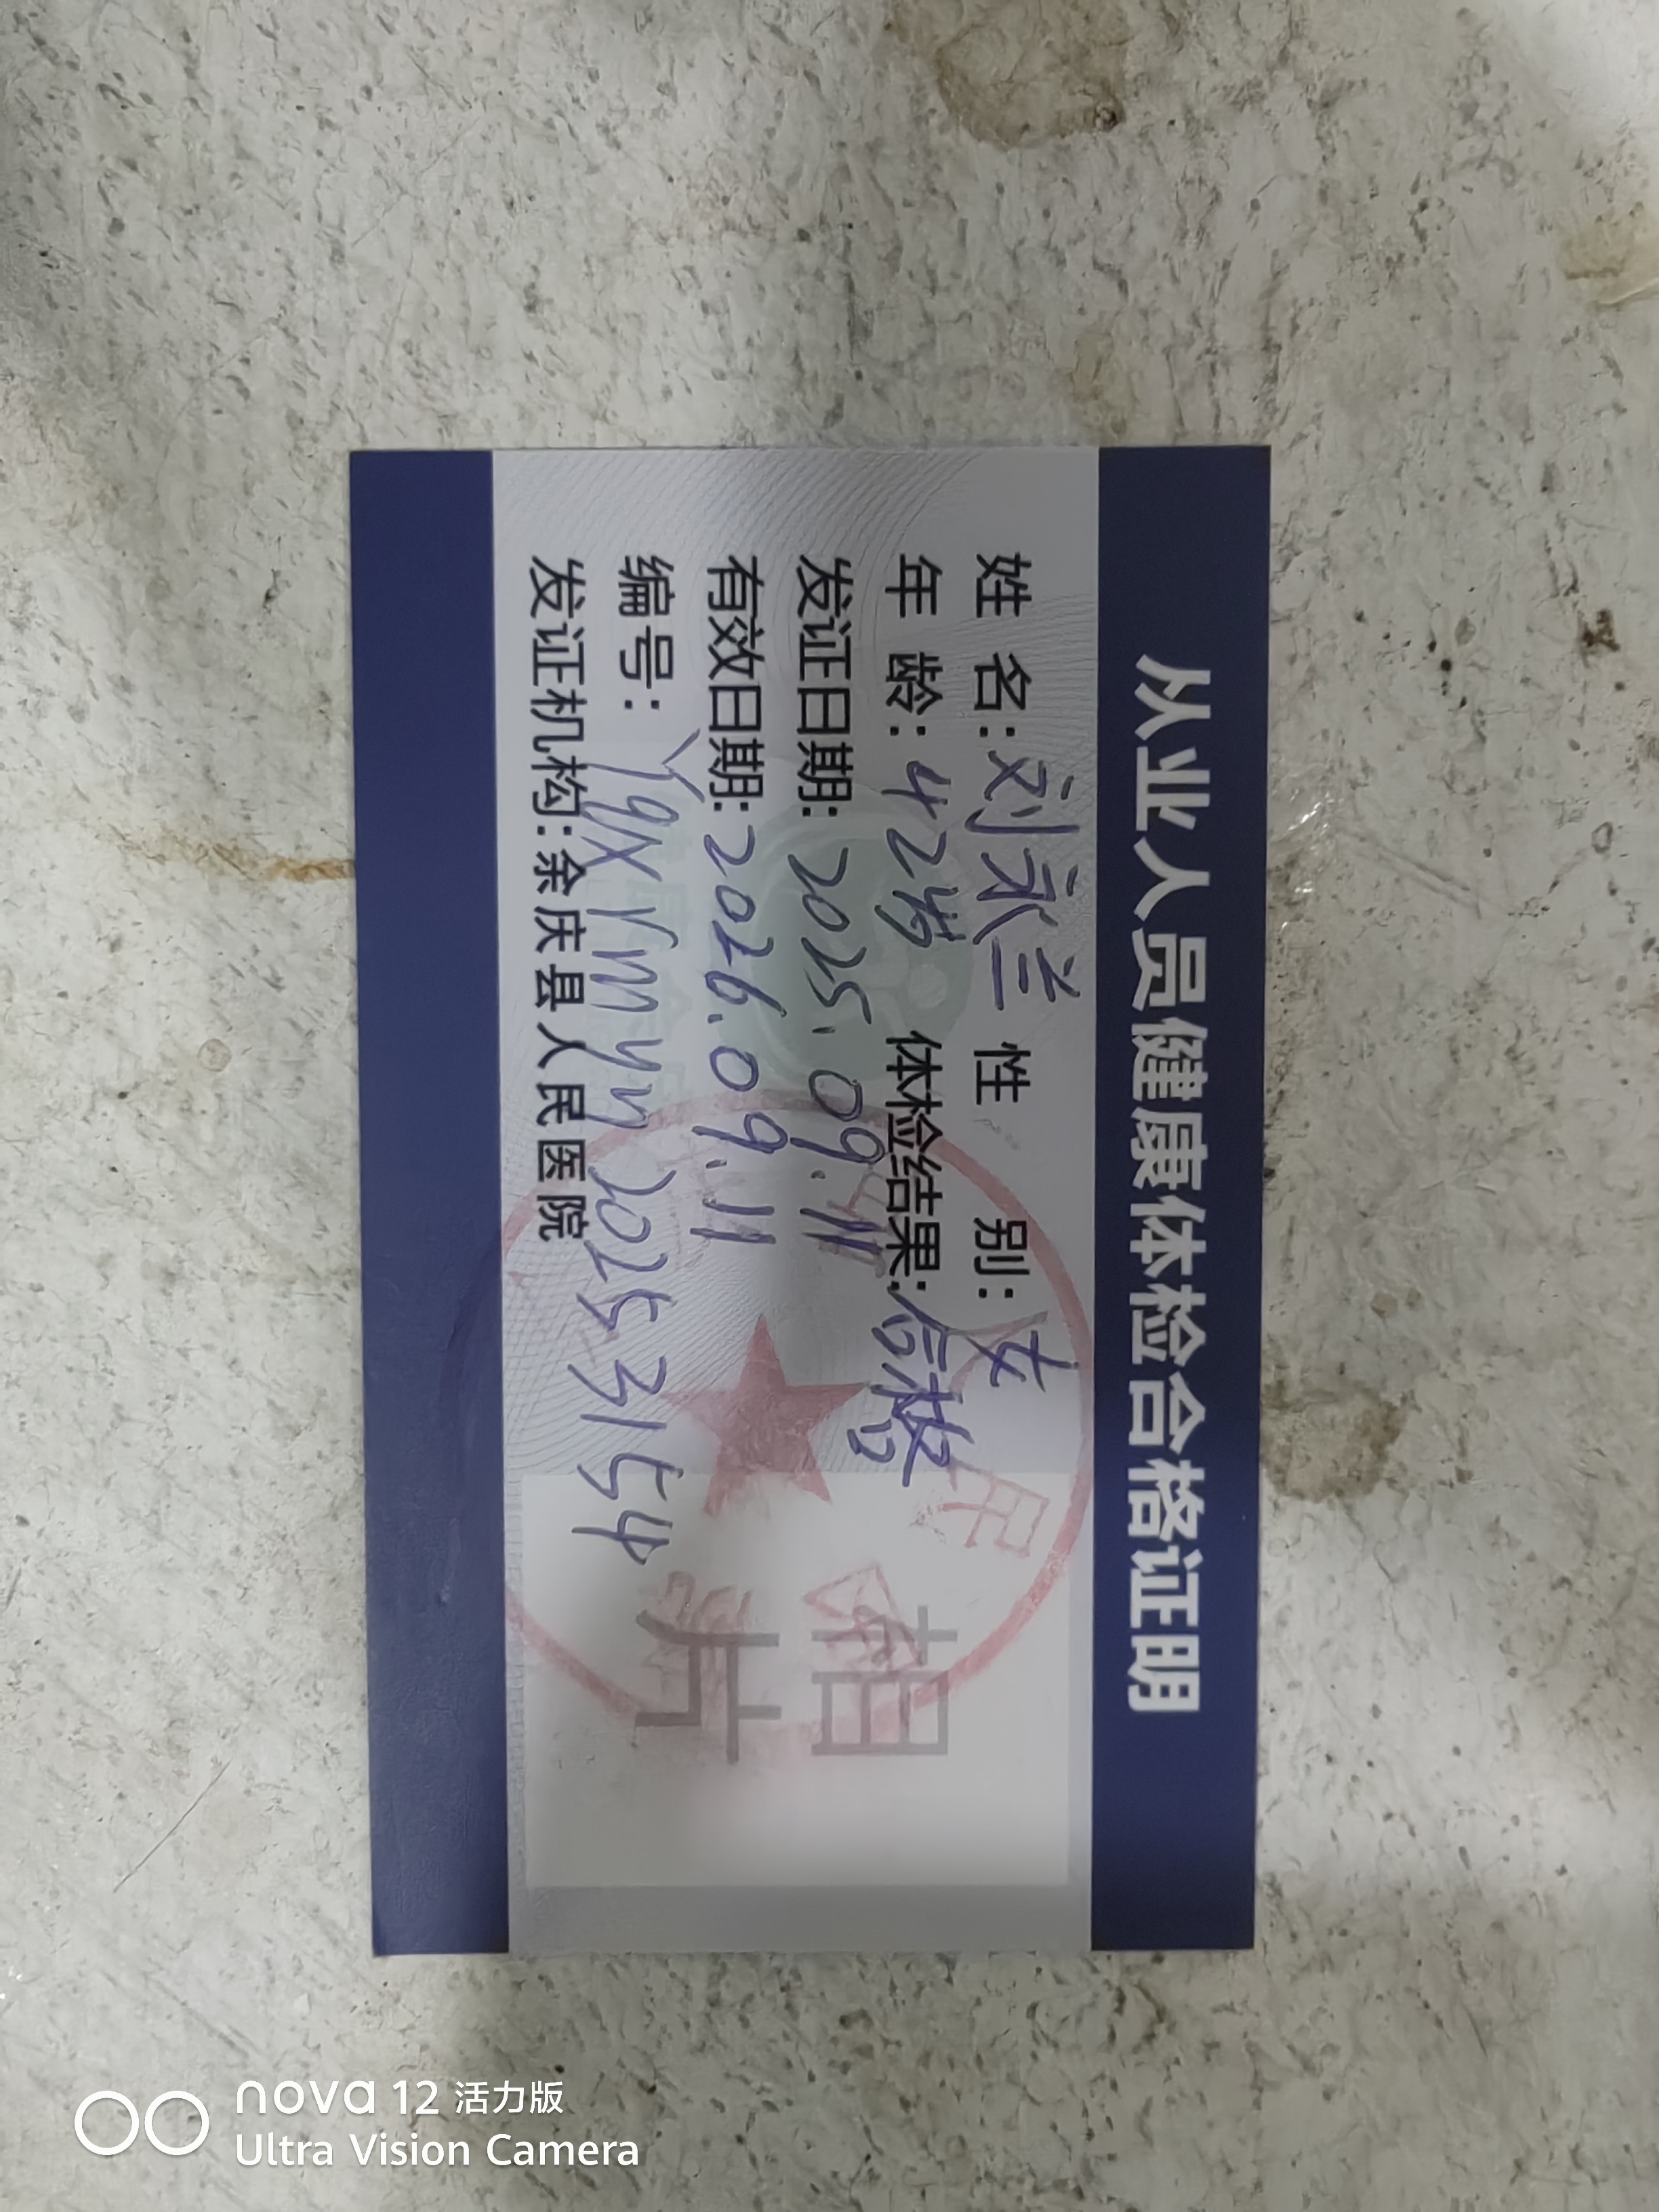 从业人员健康体检合格证明
姓 名: 刘永兰 性 别: 女
年 龄: 42岁 体检结果: 合格
发证日期: 2025.09.11
有效日期: 2026.09.11
编号: YqXrmyy20253154
发证机构: 余庆县人民医院
相
片
nova 12 活力版
Ultra Vision Camera